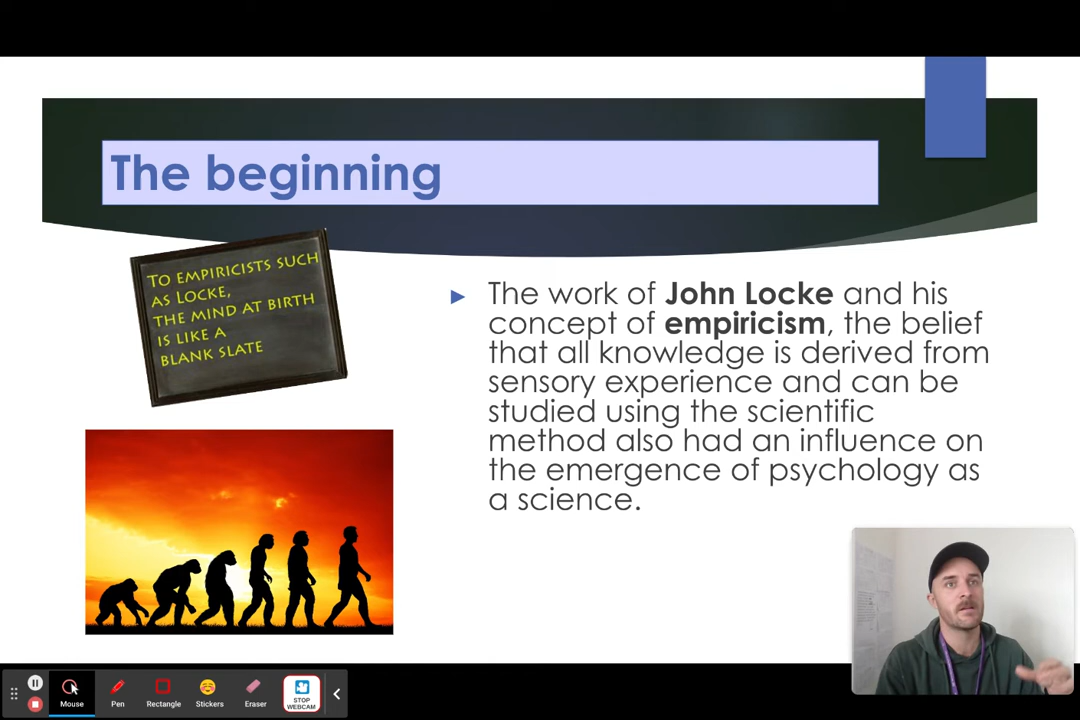 The beginning
TO EMPIRICISTS SUCH
AS LOCKE,
THE MIND AT BIRTH
IS LIKE A
BLANK SLATE
► The work of John Locke and his
concept of empiricism, the belief
that all knowledge is derived from
sensory experience and can be
studied using the scientific
method also had an influence on
the emergence of psychology as
a science.
Mouse
Pen
Rectangle
Stickers
Eraser
STOP
WEBCAM